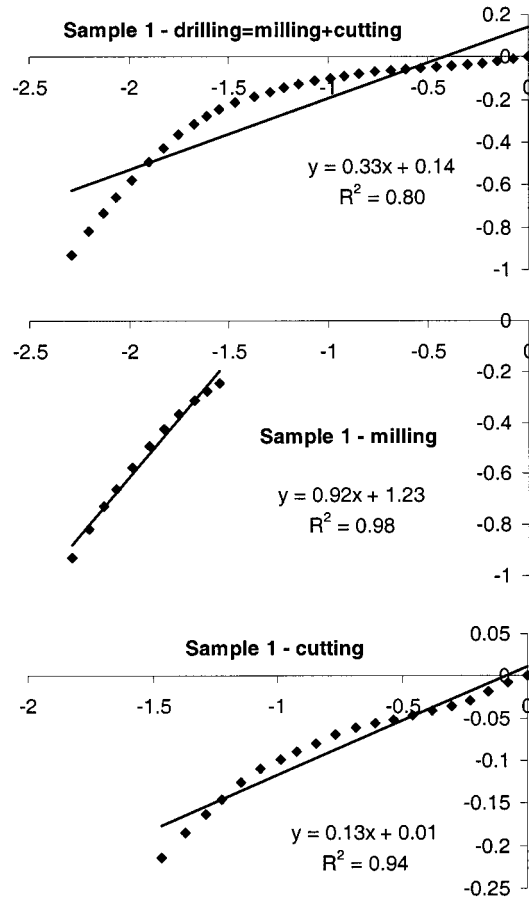 0.2
Sample 1 - drilling=milling+cutting
0
-2.5 -2 -1.5 -1 -0.5 0
-0.2
-0.4
y = 0.33x + 0.14
-0.6
R² = 0.80
-0.8
-1
0
-2.5 -2 -1.5 -1 -0.5 0
-0.2
-0.4
Sample 1 - milling
-0.6
y = 0.92x + 1.23
R² = 0.98
-0.8
-1
0.05
Sample 1 - cutting
0
-2 -1.5 -1 -0.5 0
-0.05
-0.1
-0.15
y = 0.13x + 0.01
R² = 0.94
-0.2
-0.25